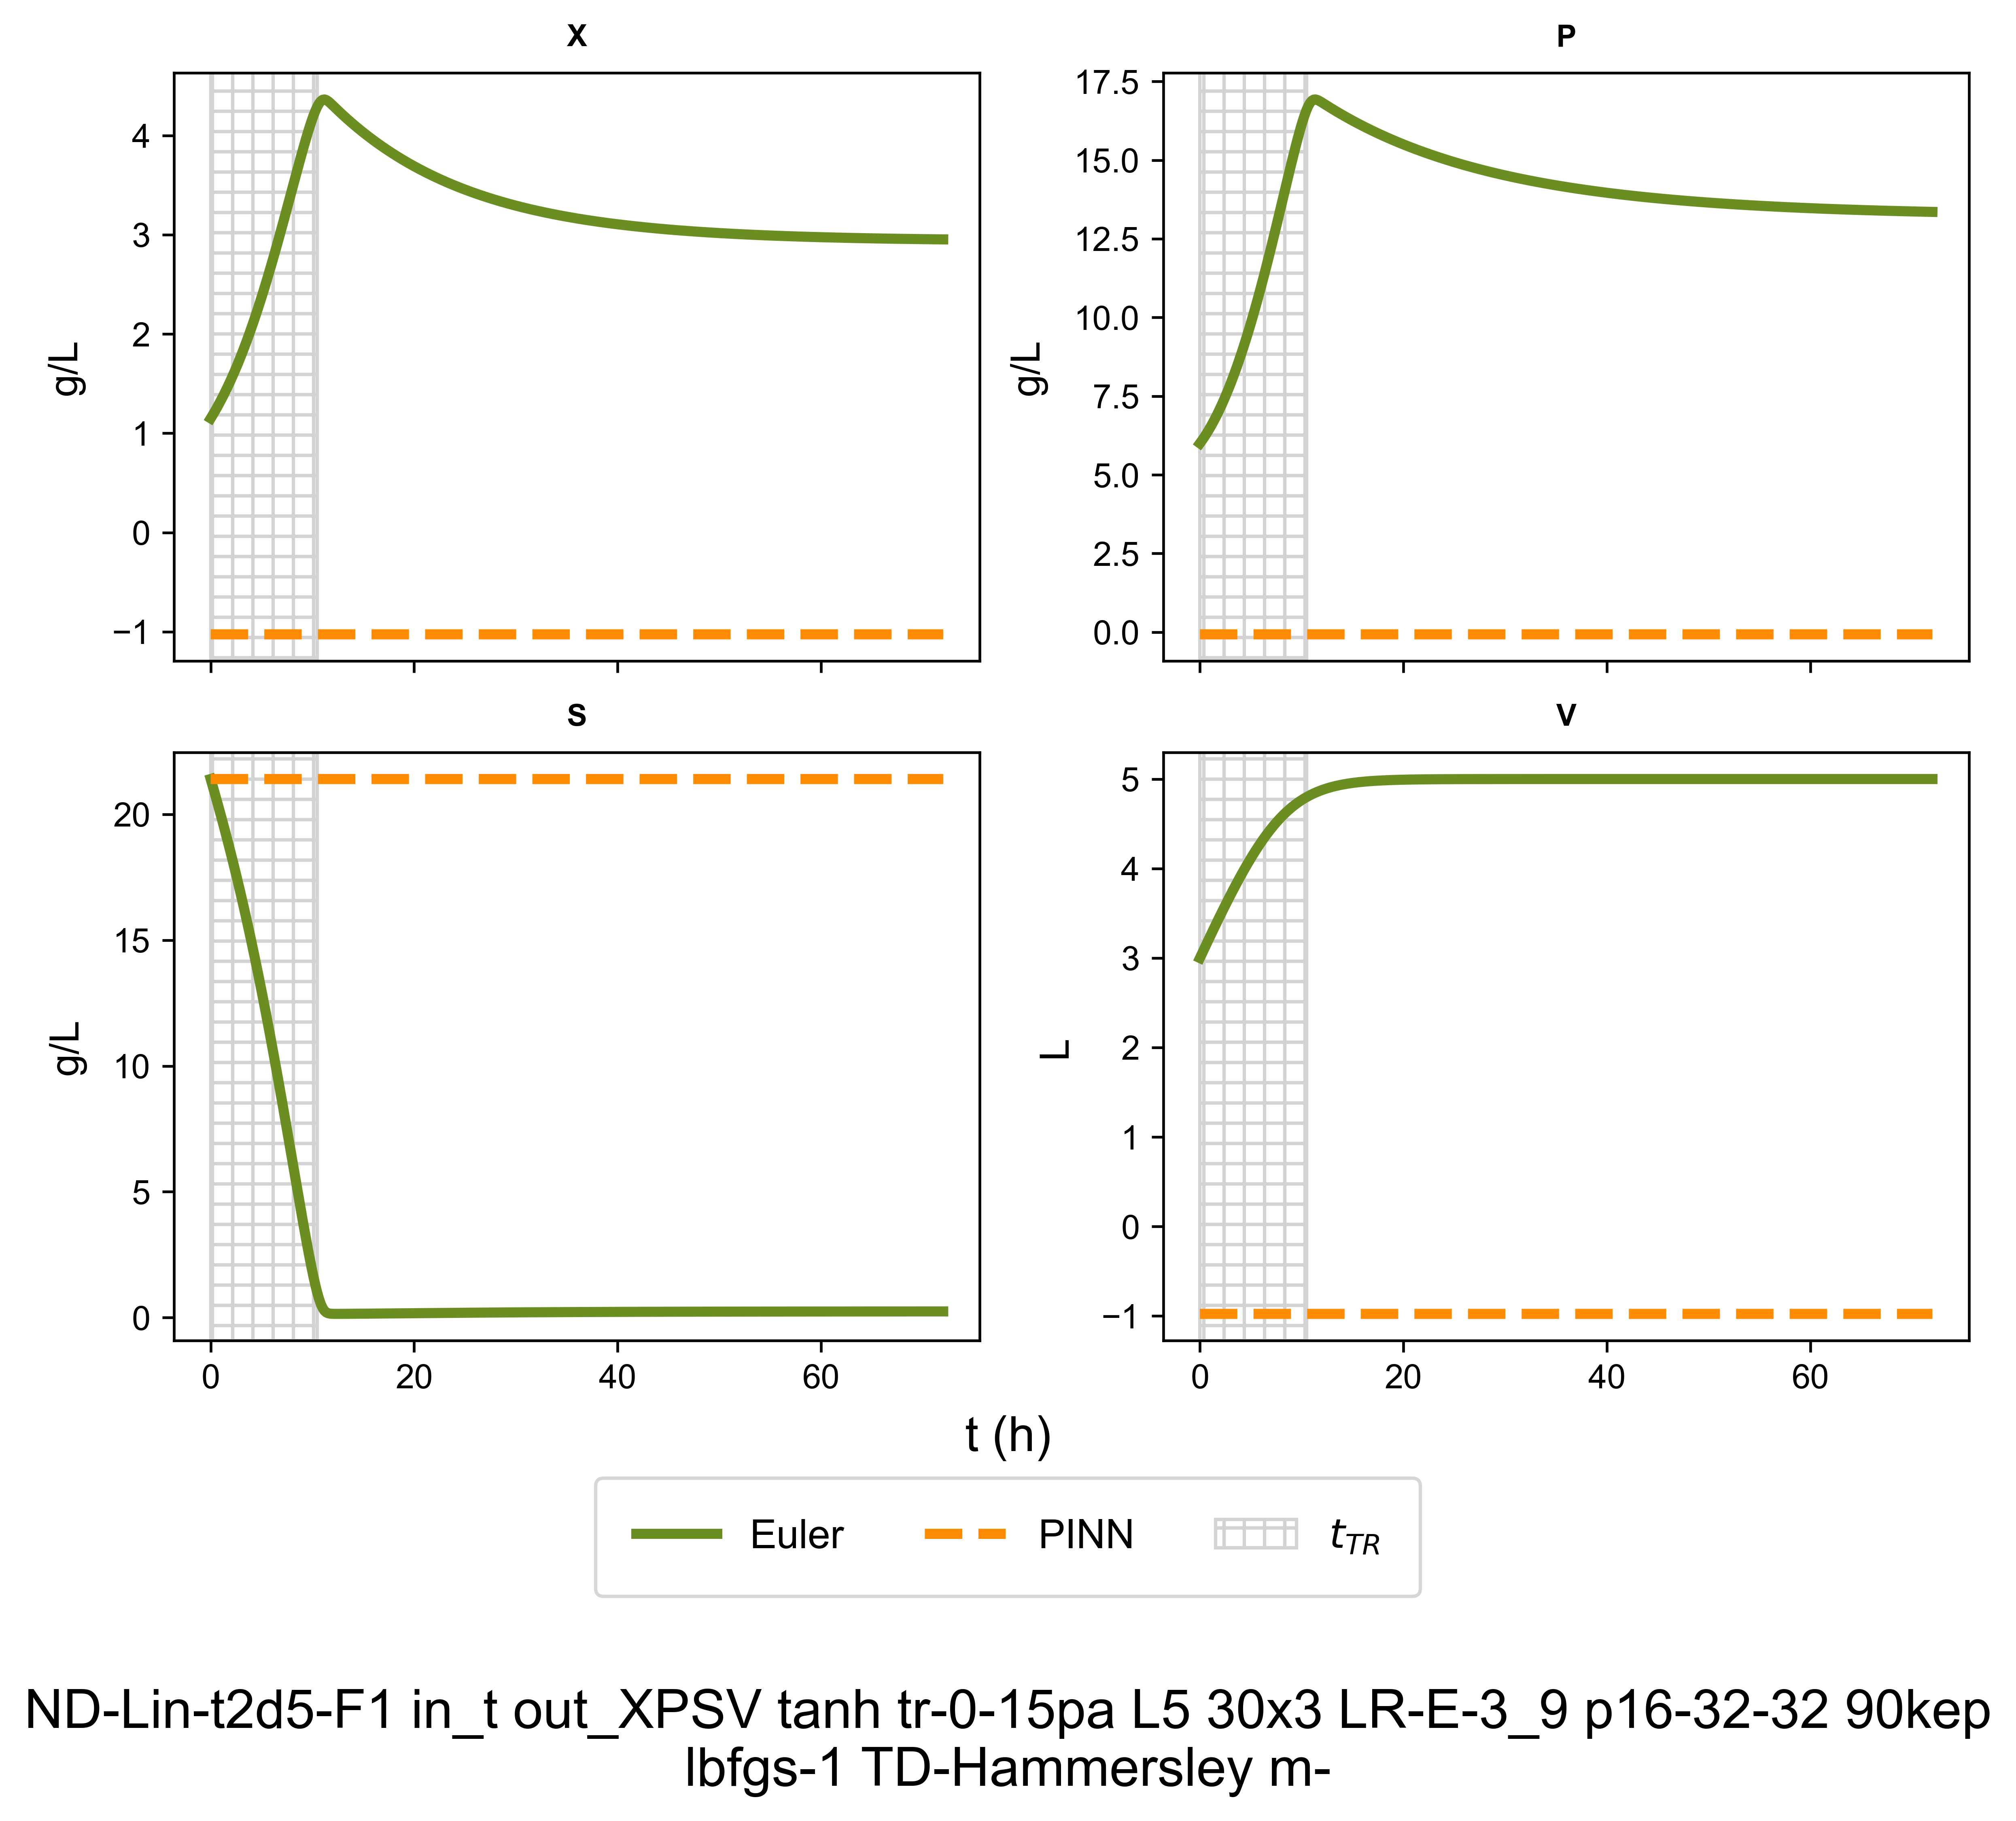 X
P
4
3
2
1
0
−1
g/L
17.5
15.0
12.5
10.0
7.5
5.0
2.5
0.0
g/L
S
V
20
15
10
5
0
g/L
5
4
3
2
1
0
−1
L
0 20 40 60
0 20 40 60
t (h)
Euler PINN t_TR
ND-Lin-t2d5-F1 in_t out_XPSV tanh tr-0-15pa L5 30x3 LR-E-3_9 p16-32-32 90kep
lbfgs-1 TD-Hammersley m-